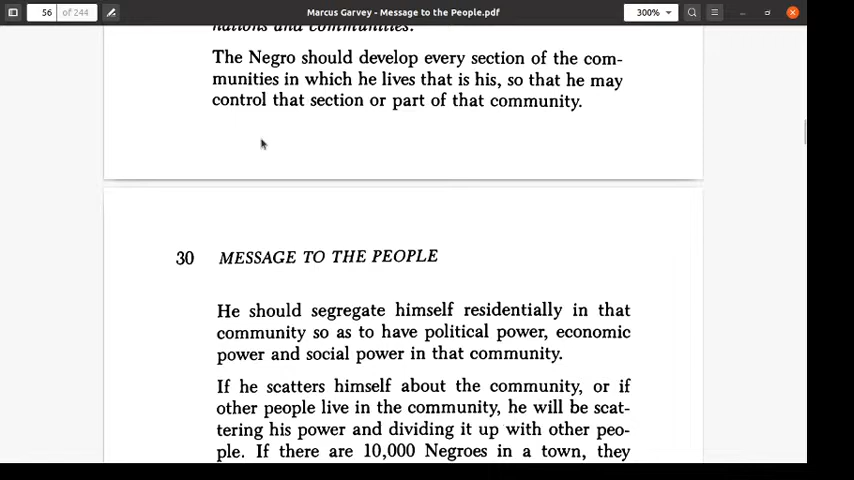 56 of 244
Marcus Garvey - Message to the People.pdf
300%
nations and communities.
The Negro should develop every section of the com-
munities in which he lives that is his, so that he may
control that section or part of that community.
30 MESSAGE TO THE PEOPLE
He should segregate himself residentially in that
community so as to have political power, economic
power and social power in that community.
If he scatters himself about the community, or if
other people live in the community, he will be scat-
tering his power and dividing it up with other peo-
ple. If there are 10,000 Negroes in a town, they